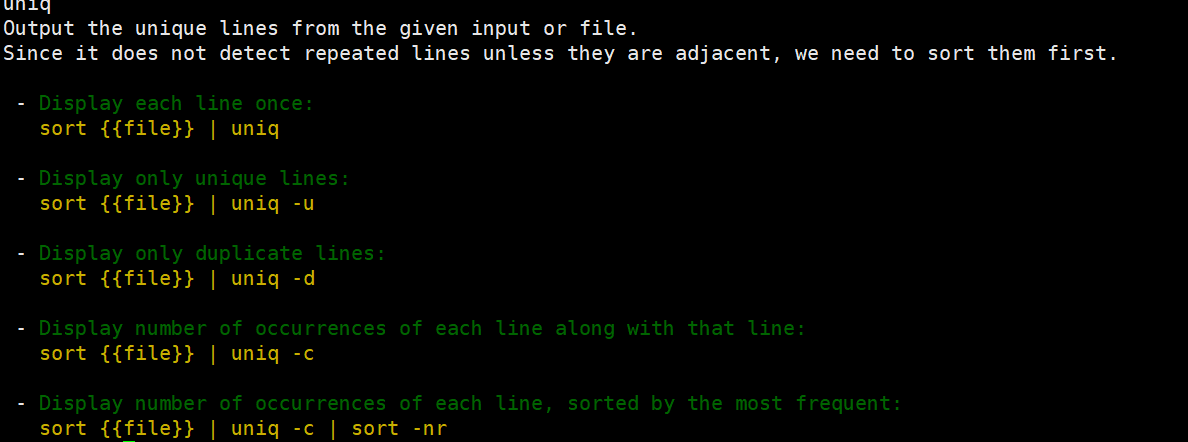 uniq
Output the unique lines from the given input or file.
Since it does not detect repeated lines unless they are adjacent, we need to sort them first.
- Display each line once:
sort {{file}} | uniq
- Display only unique lines:
sort {{file}} | uniq -u
- Display only duplicate lines:
sort {{file}} | uniq -d
- Display number of occurrences of each line along with that line:
sort {{file}} | uniq -c
- Display number of occurrences of each line, sorted by the most frequent:
sort {{file}} | uniq -c | sort -nr